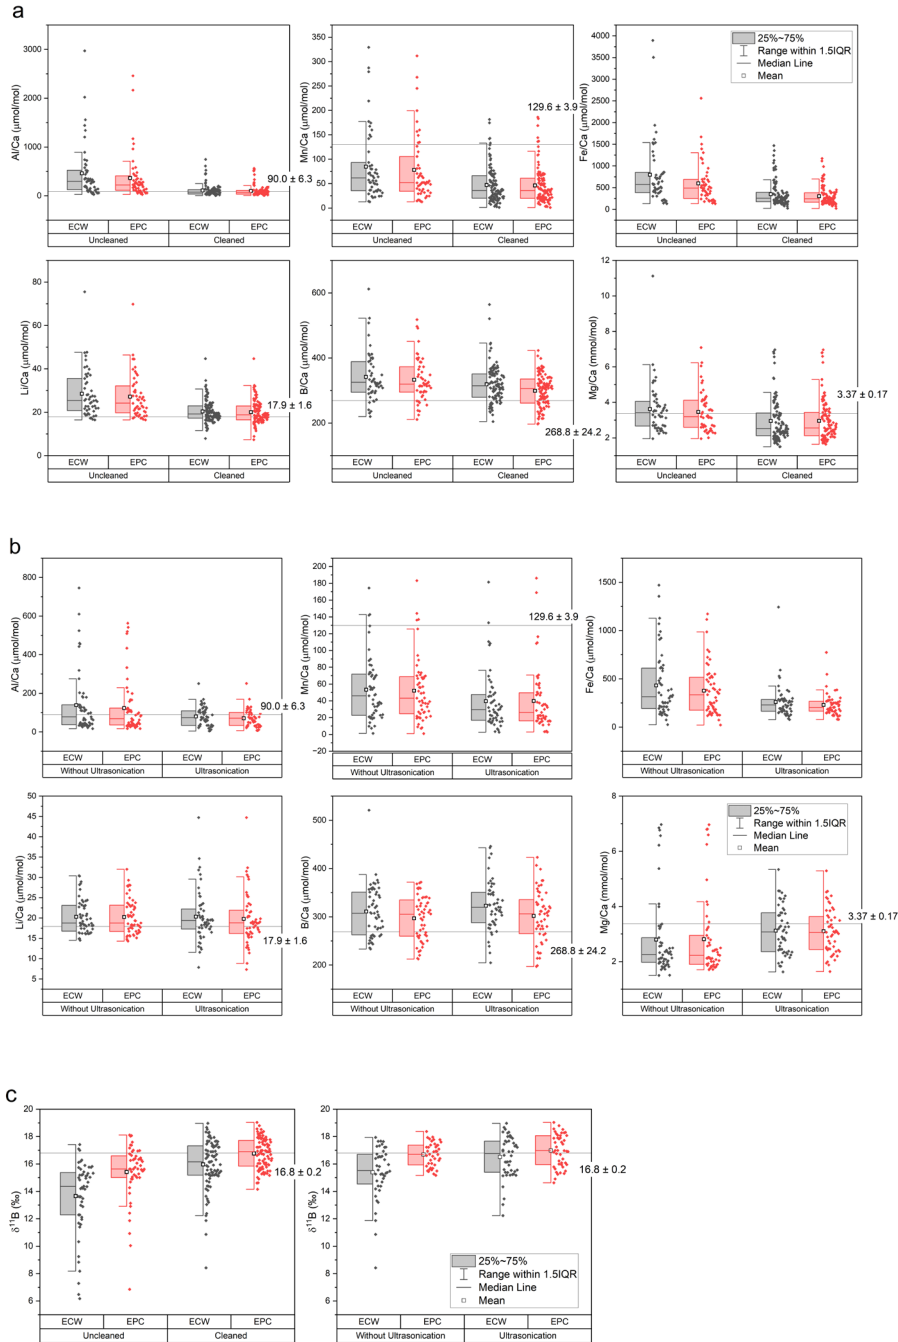 a
Al/Ca (μmol/mol)
3000
2000
1000
0
90.0 ± 6.3
ECW EPC ECW EPC
Uncleaned Cleaned
Mn/Ca (μmol/mol)
350
300
250
200
150
100
50
0
129.6 ± 3.9
ECW EPC ECW EPC
Uncleaned Cleaned
Fe/Ca (μmol/mol)
4000
3500
3000
2500
2000
1500
1000
500
0
25%~75%
Range within 1.5IQR
Median Line
Mean
ECW EPC ECW EPC
Uncleaned Cleaned
Li/Ca (μmol/mol)
80
60
40
20
0
17.9 ± 1.6
ECW EPC ECW EPC
Uncleaned Cleaned
B/Ca (μmol/mol)
600
400
200
268.8 ± 24.2
ECW EPC ECW EPC
Uncleaned Cleaned
Mg/Ca (mmol/mol)
12
10
8
6
4
2
0
3.37 ± 0.17
ECW EPC ECW EPC
Uncleaned Cleaned
b
Al/Ca (μmol/mol)
800
600
400
200
0
90.0 ± 6.3
ECW EPC ECW EPC
Without Ultrasonication Ultrasonication
Mn/Ca (μmol/mol)
200
180
160
140
120
100
80
60
40
20
0
−20
129.6 ± 3.9
ECW EPC ECW EPC
Without Ultrasonication Ultrasonication
Fe/Ca (μmol/mol)
1500
1000
500
0
ECW EPC ECW EPC
Without Ultrasonication Ultrasonication
Li/Ca (μmol/mol)
50
45
40
35
30
25
20
15
10
5
17.9 ± 1.6
ECW EPC ECW EPC
Without Ultrasonication Ultrasonication
B/Ca (μmol/mol)
500
400
300
200
268.8 ± 24.2
ECW EPC ECW EPC
Without Ultrasonication Ultrasonication
Mg/Ca (mmol/mol)
8
6
4
2
25%~75%
Range within 1.5IQR
Median Line
Mean
3.37 ± 0.17
ECW EPC ECW EPC
Without Ultrasonication Ultrasonication
c
δ¹¹B (‰)
20
18
16
14
12
10
8
6
16.8 ± 0.2
ECW EPC ECW EPC
Uncleaned Cleaned
δ¹¹B (‰)
20
18
16
14
12
10
8
6
16.8 ± 0.2
25%~75%
Range within 1.5IQR
Median Line
Mean
ECW EPC ECW EPC
Without Ultrasonication Ultrasonication